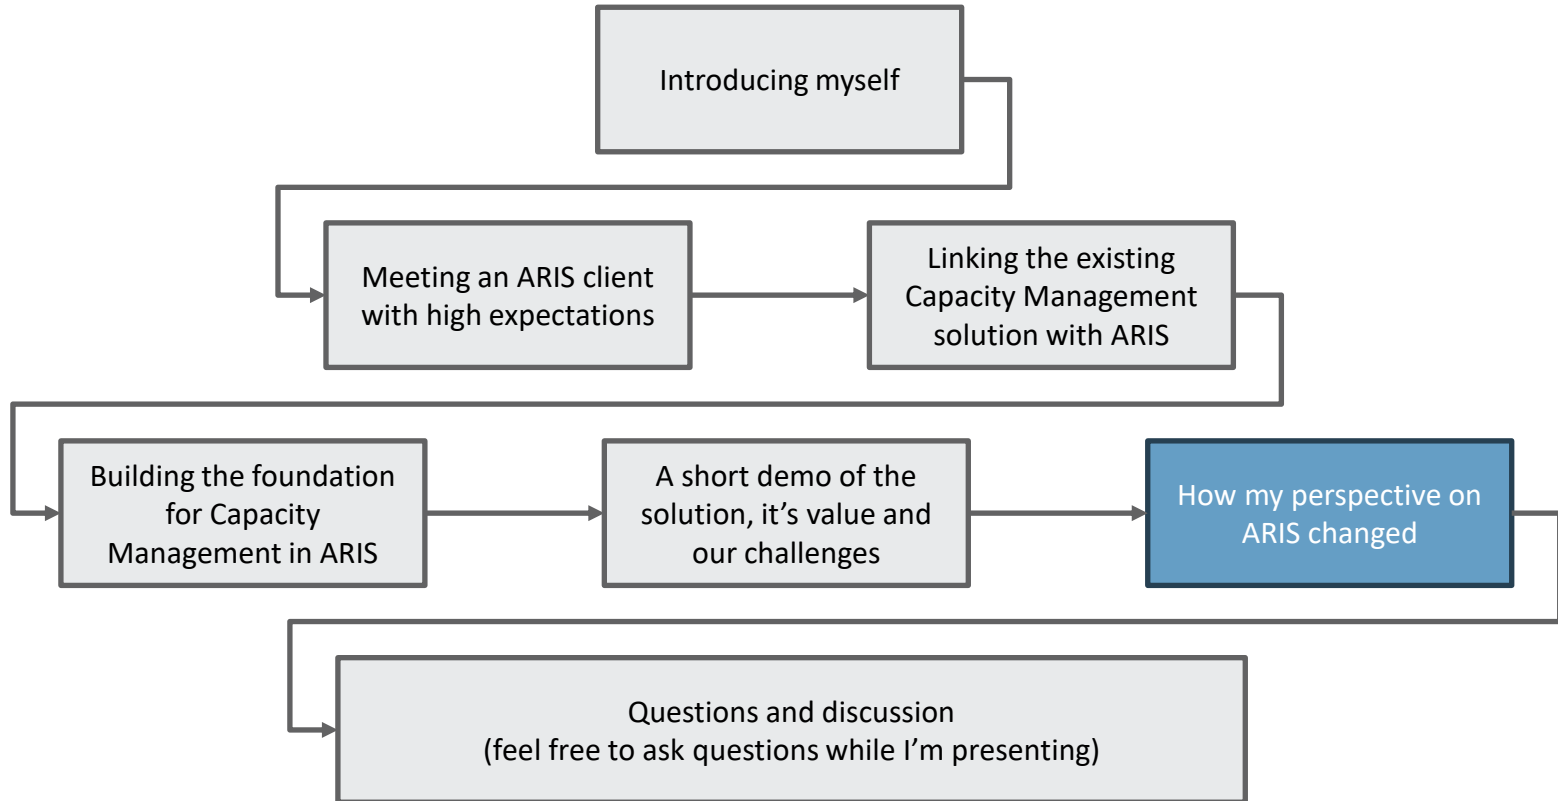 Introducing myself
Meeting an ARIS client
with high expectations
Linking the existing
Capacity Management
solution with ARIS
Building the foundation
for Capacity
Management in ARIS
A short demo of the
solution, it’s value and
our challenges
How my perspective on
ARIS changed
Questions and discussion
(feel free to ask questions while I’m presenting)